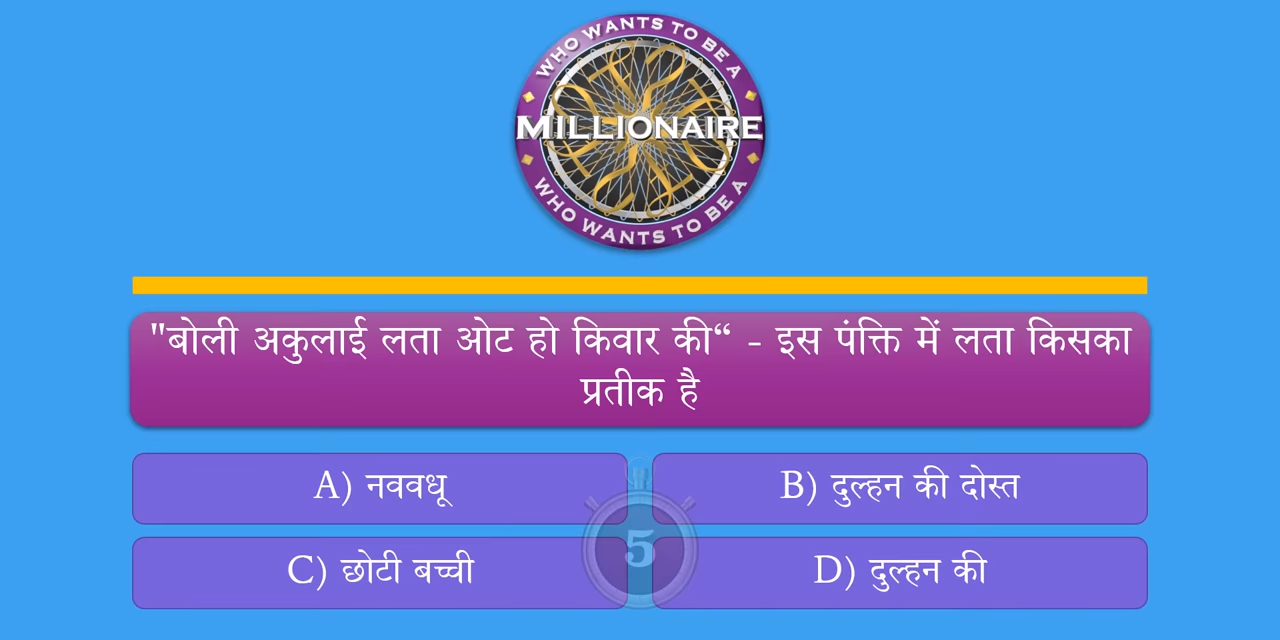 WHO WANTS TO BE A
MILLIONAIRE
WHO WANTS TO BE A
"बोली अकुलाई लता ओट हो किवार की“ - इस पंक्ति में लता किसका
प्रतीक है
A) नववधू
B) दुल्हन की दोस्त
C) छोटी बच्ची
D) दुल्हन की
5